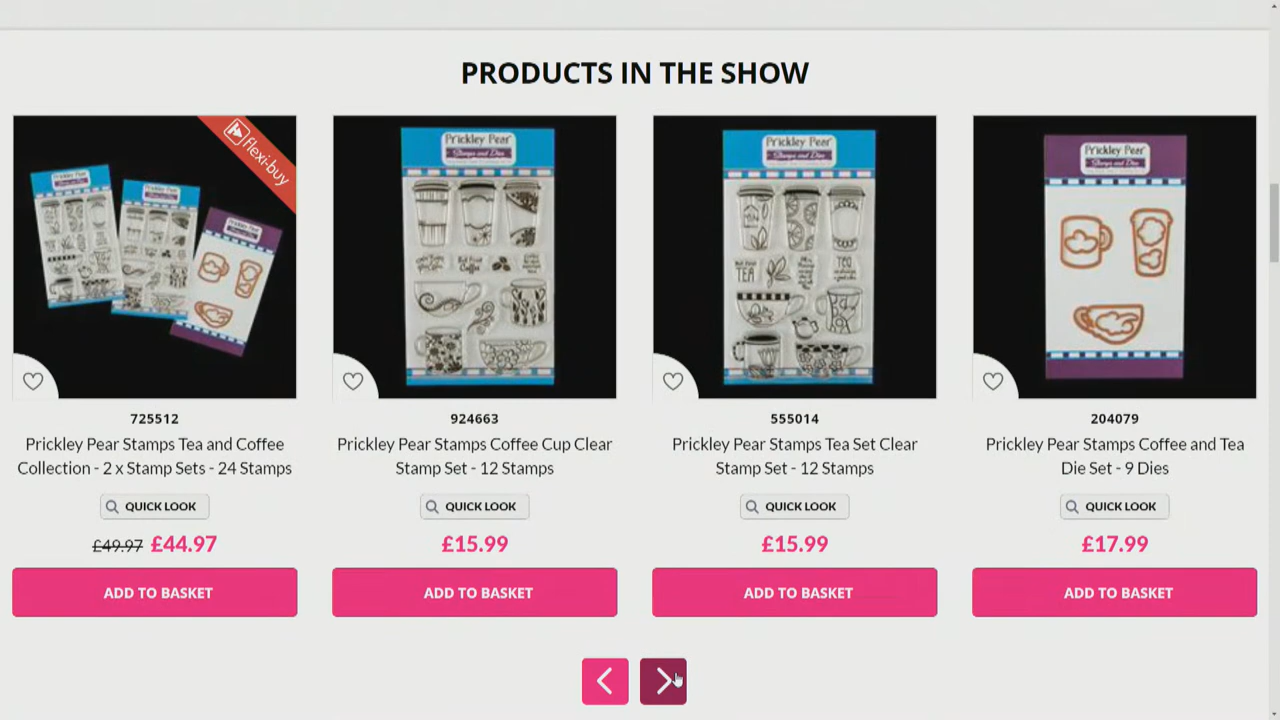 PRODUCTS IN THE SHOW
flexi-buy
Prickley Pear
Prickley Pear
Stamps and Dies
Prickley Pear
Stamps and Dies
TEA
TEA
Prickley Pear
Stamps and Dies
725512
Prickley Pear Stamps Tea and Coffee
Collection - 2 x Stamp Sets - 24 Stamps
QUICK LOOK
£49.97 £44.97
ADD TO BASKET
924663
Prickley Pear Stamps Coffee Cup Clear
Stamp Set - 12 Stamps
QUICK LOOK
£15.99
ADD TO BASKET
555014
Prickley Pear Stamps Tea Set Clear
Stamp Set - 12 Stamps
QUICK LOOK
£15.99
ADD TO BASKET
204079
Prickley Pear Stamps Coffee and Tea
Die Set - 9 Dies
QUICK LOOK
£17.99
ADD TO BASKET